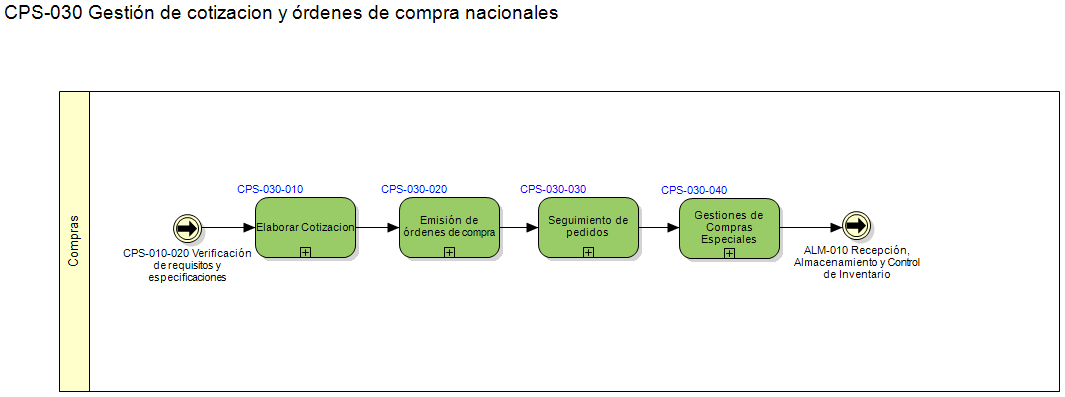 CPS-030 Gestión de cotizacion y órdenes de compra nacionales
Compras
CPS-010-020 Verificación
de requisitos y
especificaciones
CPS-030-010
Elaborar Cotizacion
CPS-030-020
Emisión de
órdenes de compra
CPS-030-030
Seguimiento de
pedidos
CPS-030-040
Gestiones de
Compras
Especiales
ALM-010 Recepción,
Almacenamiento y Control
de Inventario